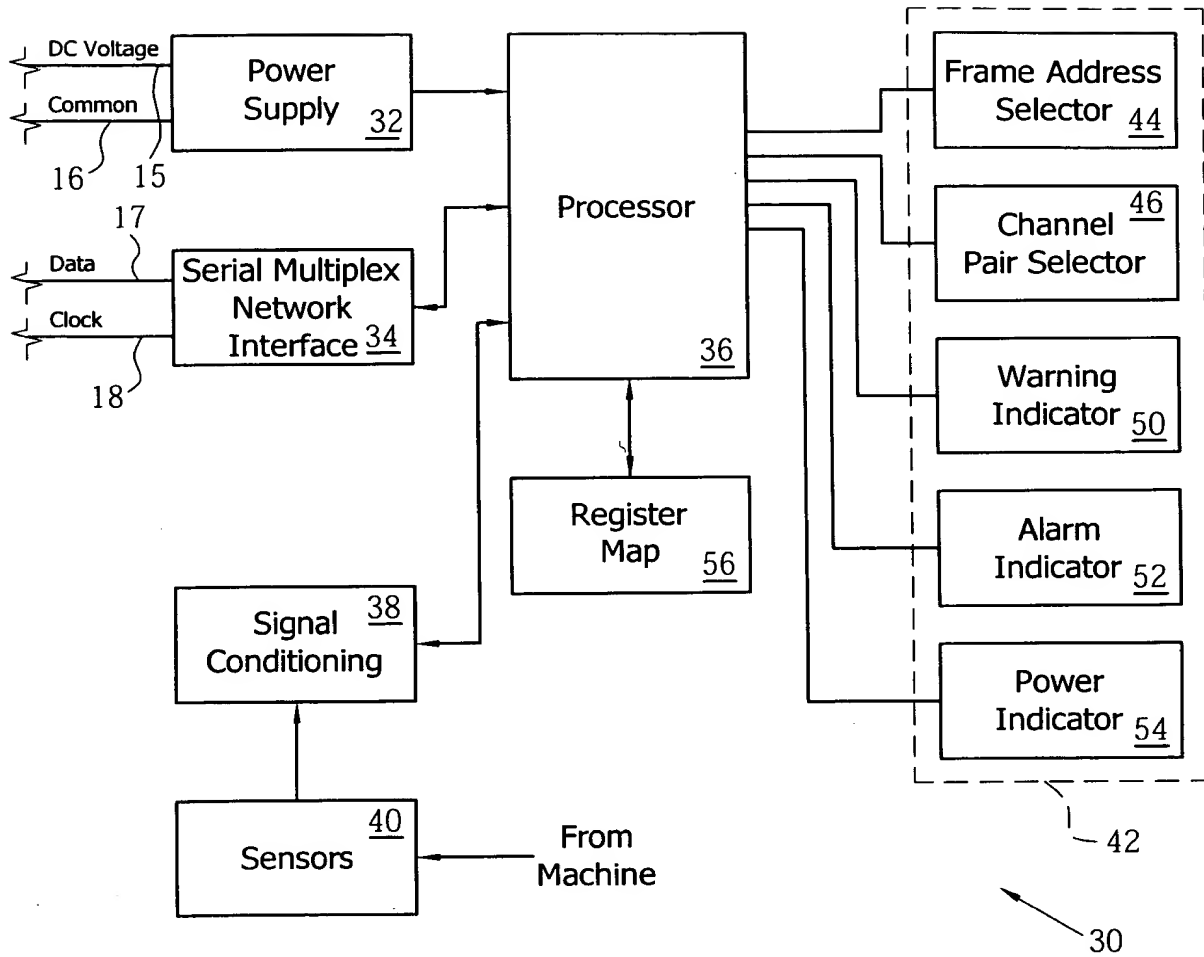 DC Voltage
Common
15
16
Power
Supply
32
17
Data
Clock
18
Serial Multiplex
Network
Interface
34
Processor
36
Register
Map
56
38
Signal
Conditioning
40
Sensors
From
Machine
Frame Address
Selector
44
46
Channel
Pair Selector
Warning
Indicator
50
Alarm
Indicator
52
Power
Indicator
54
42
30